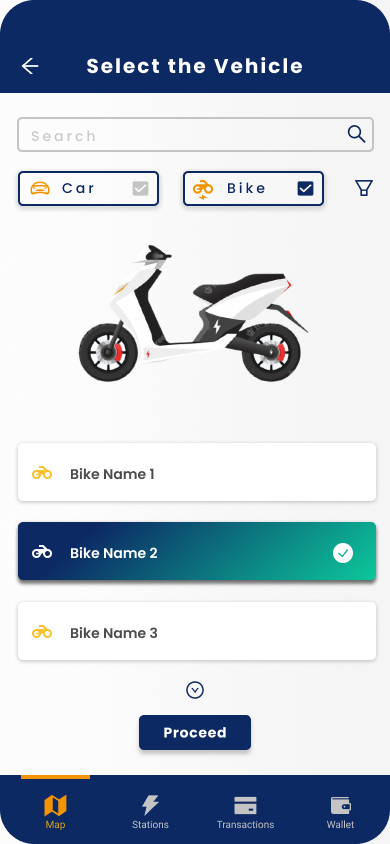 Select the Vehicle
Search
Car
Bike
Bike Name 1
Bike Name 2
Bike Name 3
Proceed
Map
Stations
Transactions
Wallet